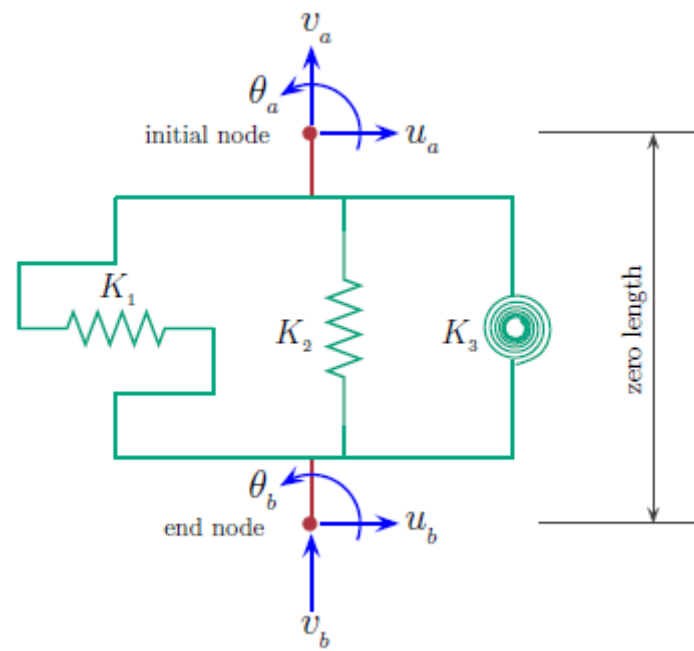 v_a
θ_a
initial node
u_a
K_1
K_2
K_3
zero length
θ_b
end node
u_b
v_b